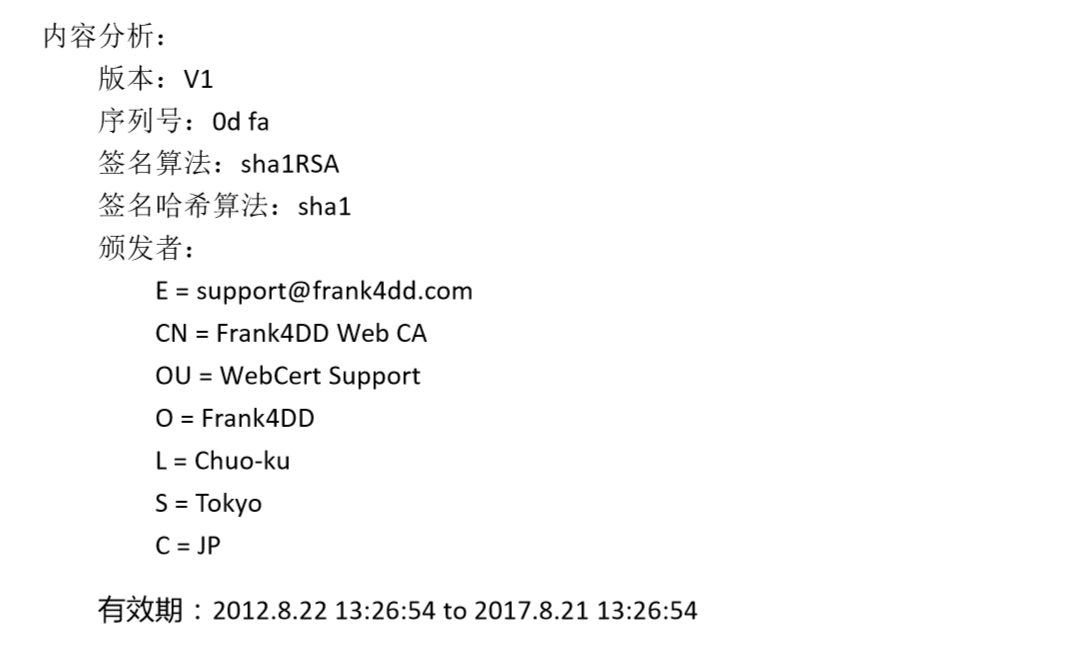 内容分析：
版本：V1
序列号：0d fa
签名算法：sha1RSA
签名哈希算法：sha1
颁发者：
E = support@frank4dd.com
CN = Frank4DD Web CA
OU = WebCert Support
O = Frank4DD
L = Chuo-ku
S = Tokyo
C = JP
有效期：2012.8.22 13:26:54 to 2017.8.21 13:26:54